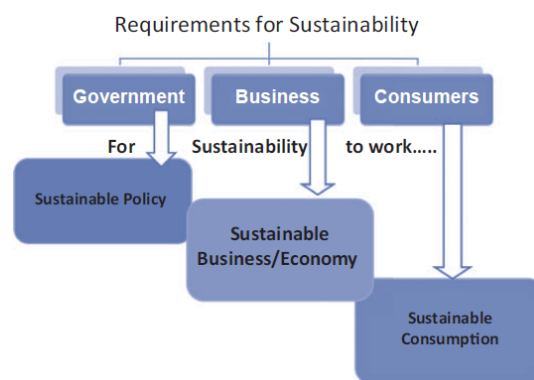 Requirements for Sustainability
Government Business Consumers
For Sustainability to work.....
Sustainable Policy
Sustainable
Business/Economy
Sustainable
Consumption